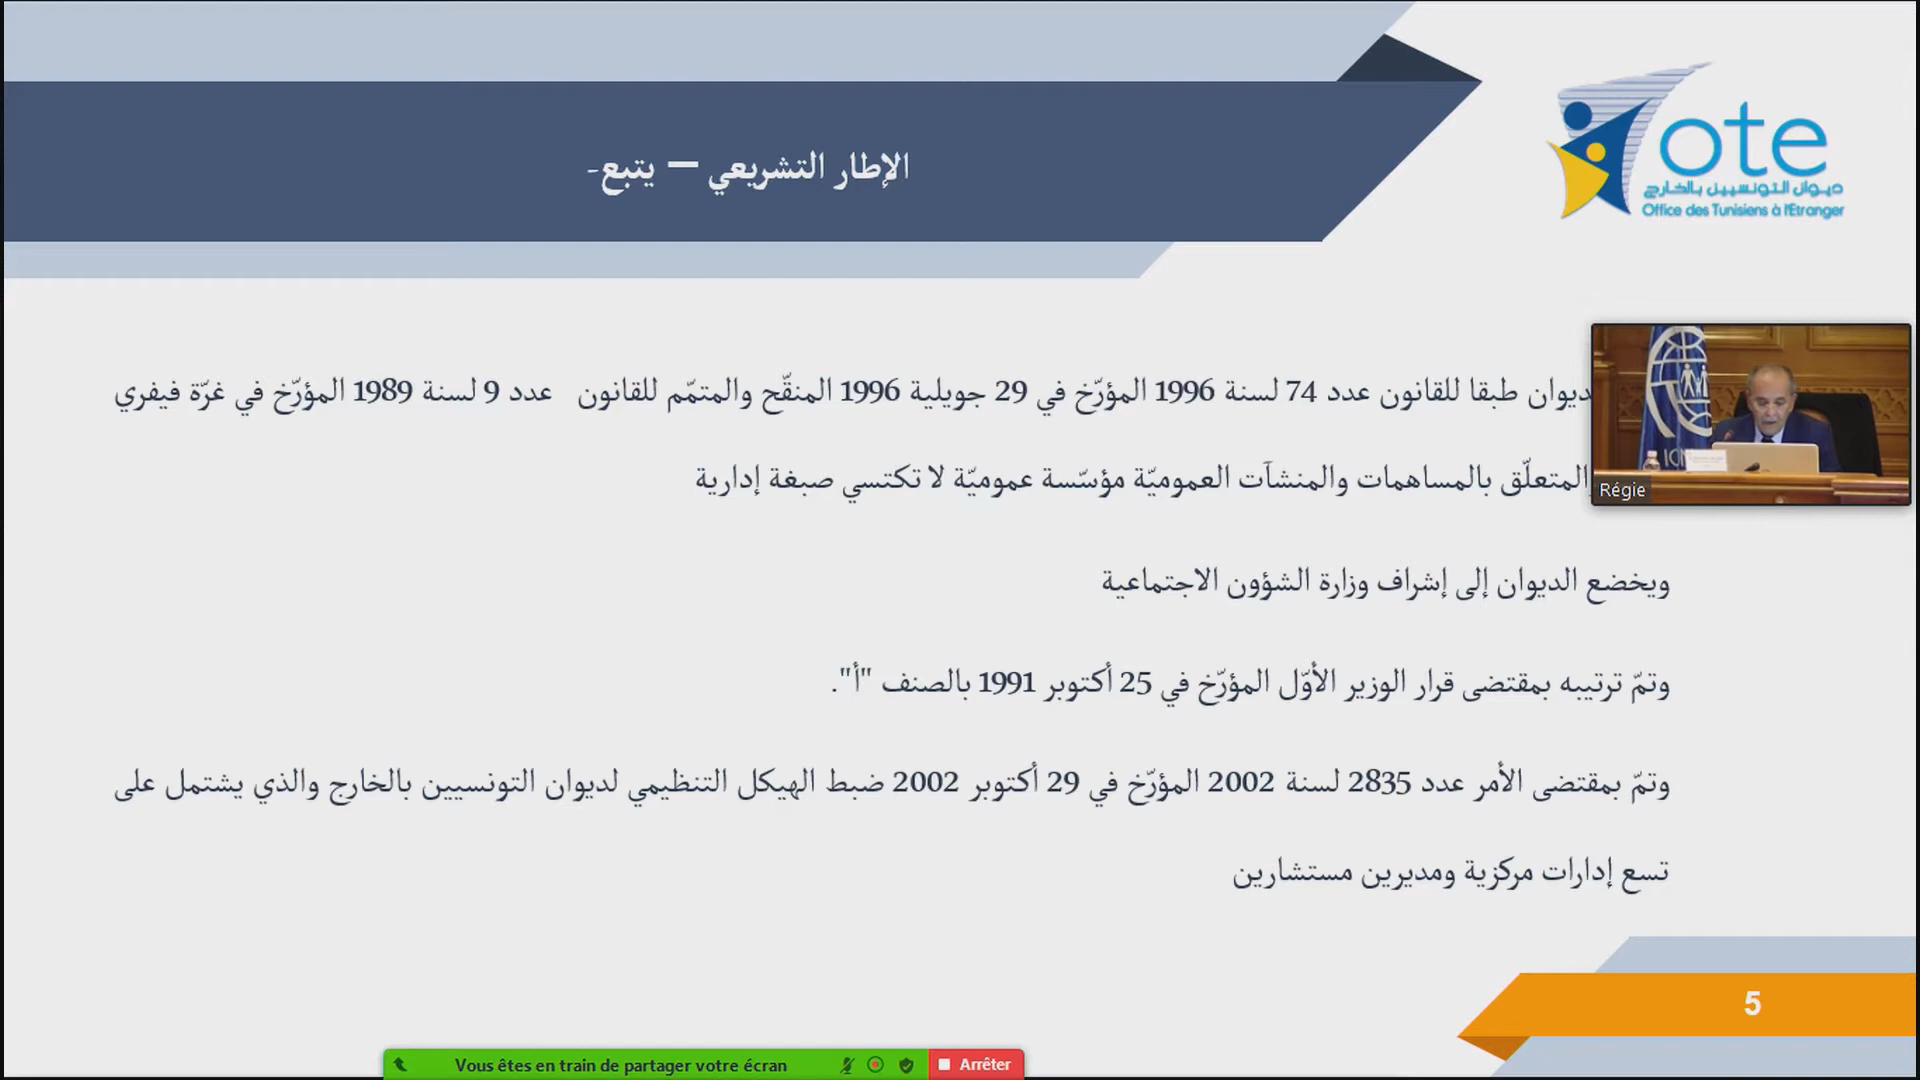 الإطار التشريعي – يتبع-
ote
ديوان التونسيين بالخارج
Office des Tunisiens à l'Etranger
ديوان طبقا للقانون عدد 74 لسنة 1996 المؤرّخ في 29 جويلية 1996 المنقّح والمتمّم للقانون عدد 9 لسنة 1989 المؤرّخ في غرّة فيفري
المتعلّق بالمساهمات والمنشآت العموميّة مؤسّسة عموميّة لا تكتسي صبغة إدارية
Régie
ويخضع الديوان إلى إشراف وزارة الشؤون الاجتماعية
وتمّ ترتيبه بمقتضى قرار الوزير الأوّل المؤرّخ في 25 أكتوبر 1991 بالصنف "أ".
وتمّ بمقتضى الأمر عدد 2835 لسنة 2002 المؤرّخ في 29 أكتوبر 2002 ضبط الهيكل التنظيمي لديوان التونسيين بالخارج والذي يشتمل على
تسع إدارات مركزية ومديرين مستشارين
5
Vous êtes en train de partager votre écran
Arrêter